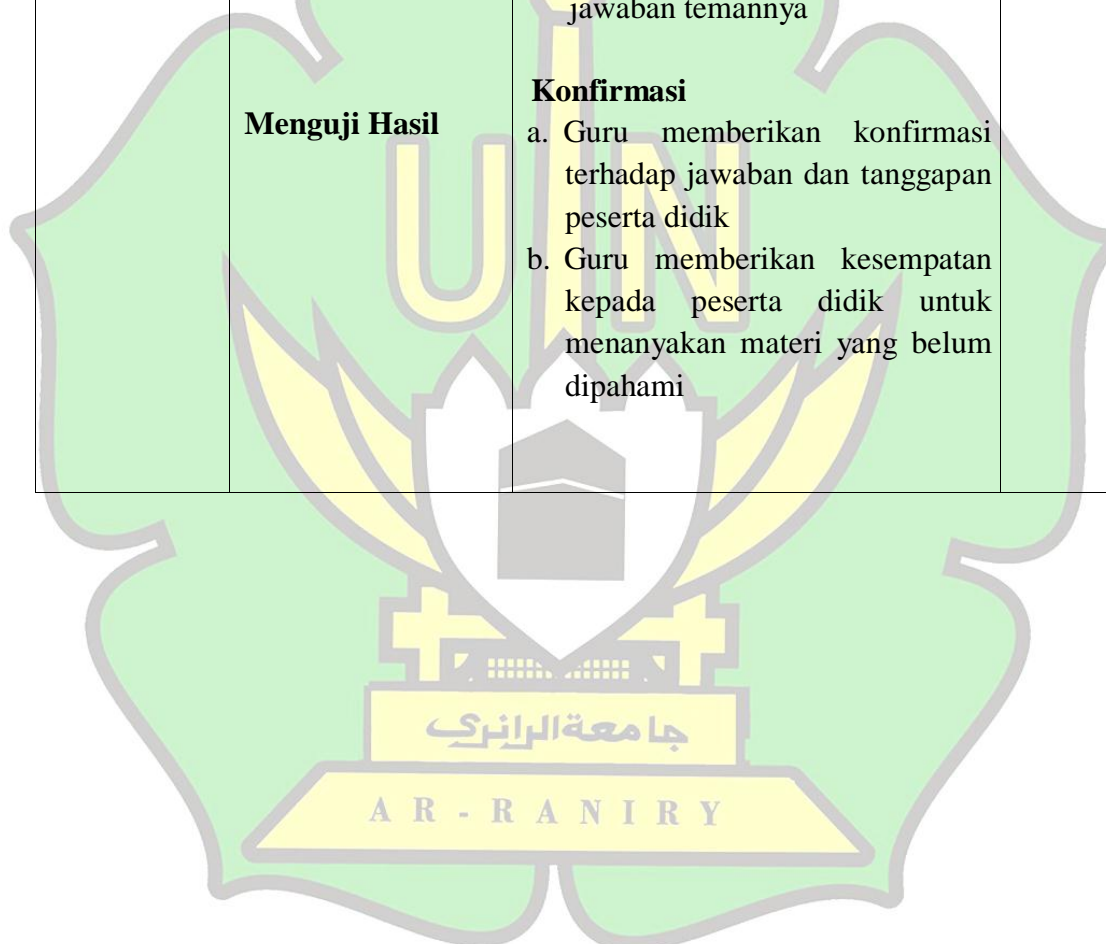 jawaban temannya
Konfirmasi
Menguji Hasil
a. Guru memberikan konfirmasi
terhadap jawaban dan tanggapan
peserta didik
b. Guru memberikan kesempatan
kepada peserta didik untuk
menanyakan materi yang belum
dipahami
UIN
جامعة الرانري
AR-RANIRY